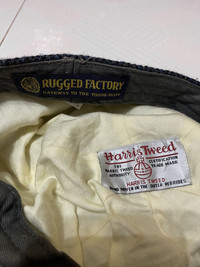 RUGGED FACTORY
GATEWAY TO THE
Harris Tweed
THE HARRIS TWEED AUTHORITY
CERTIFICATION TRADE MARK
HARRIS TWEED
HAND WOVEN IN THE OUTER HEBRIDES